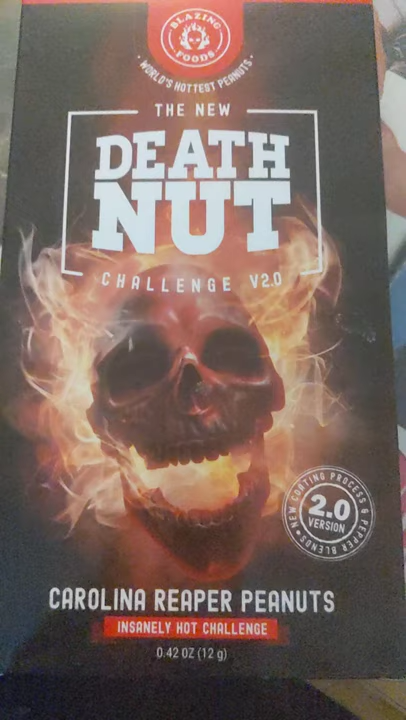 BLAZING
FOODS
• WORLD'S HOTTEST PEANUTS •
THE NEW
DEATH
NUT
CHALLENGE V2.0
NEW COATING PROCESS & PEPPER BLENDS •
2.0
VERSION
CAROLINA REAPER PEANUTS
INSANELY HOT CHALLENGE
0.42 OZ (12 g)